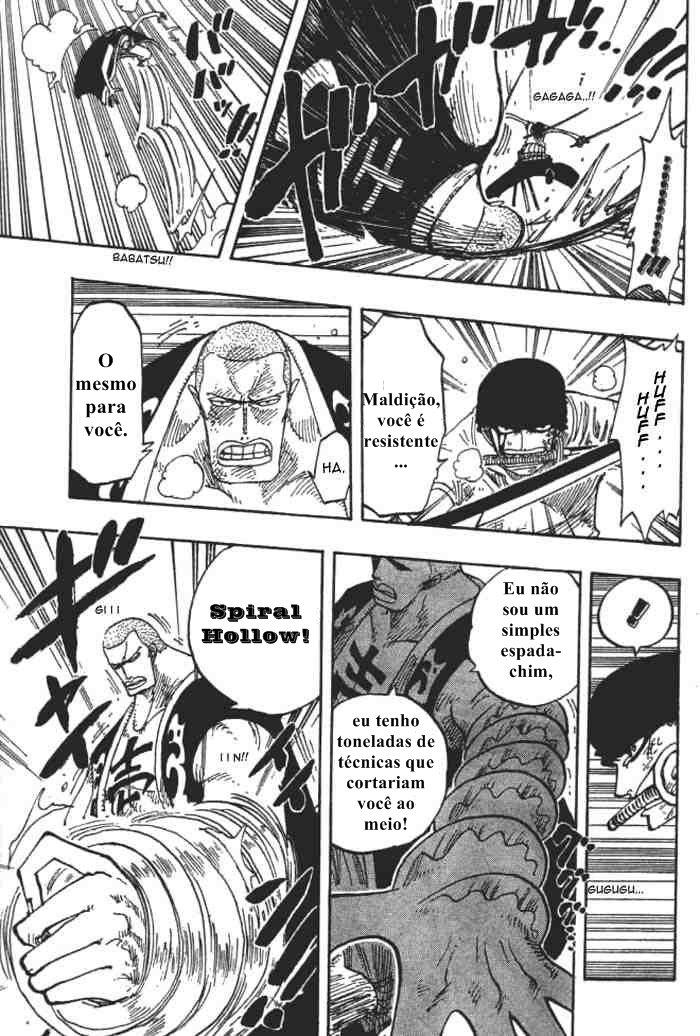 GAGAGA..!!
!!!
BABATSU!!
HUFF...
HUFF...
Maldição,
você é
resistente
...
HA,
O
mesmo
para
você.
!
GUGUGU...
Eu não
sou um
simples
espada-
chim,
eu tenho
toneladas de
técnicas que
cortariam
você ao
meio!
Spiral
Hollow!
GIII
IIN!!